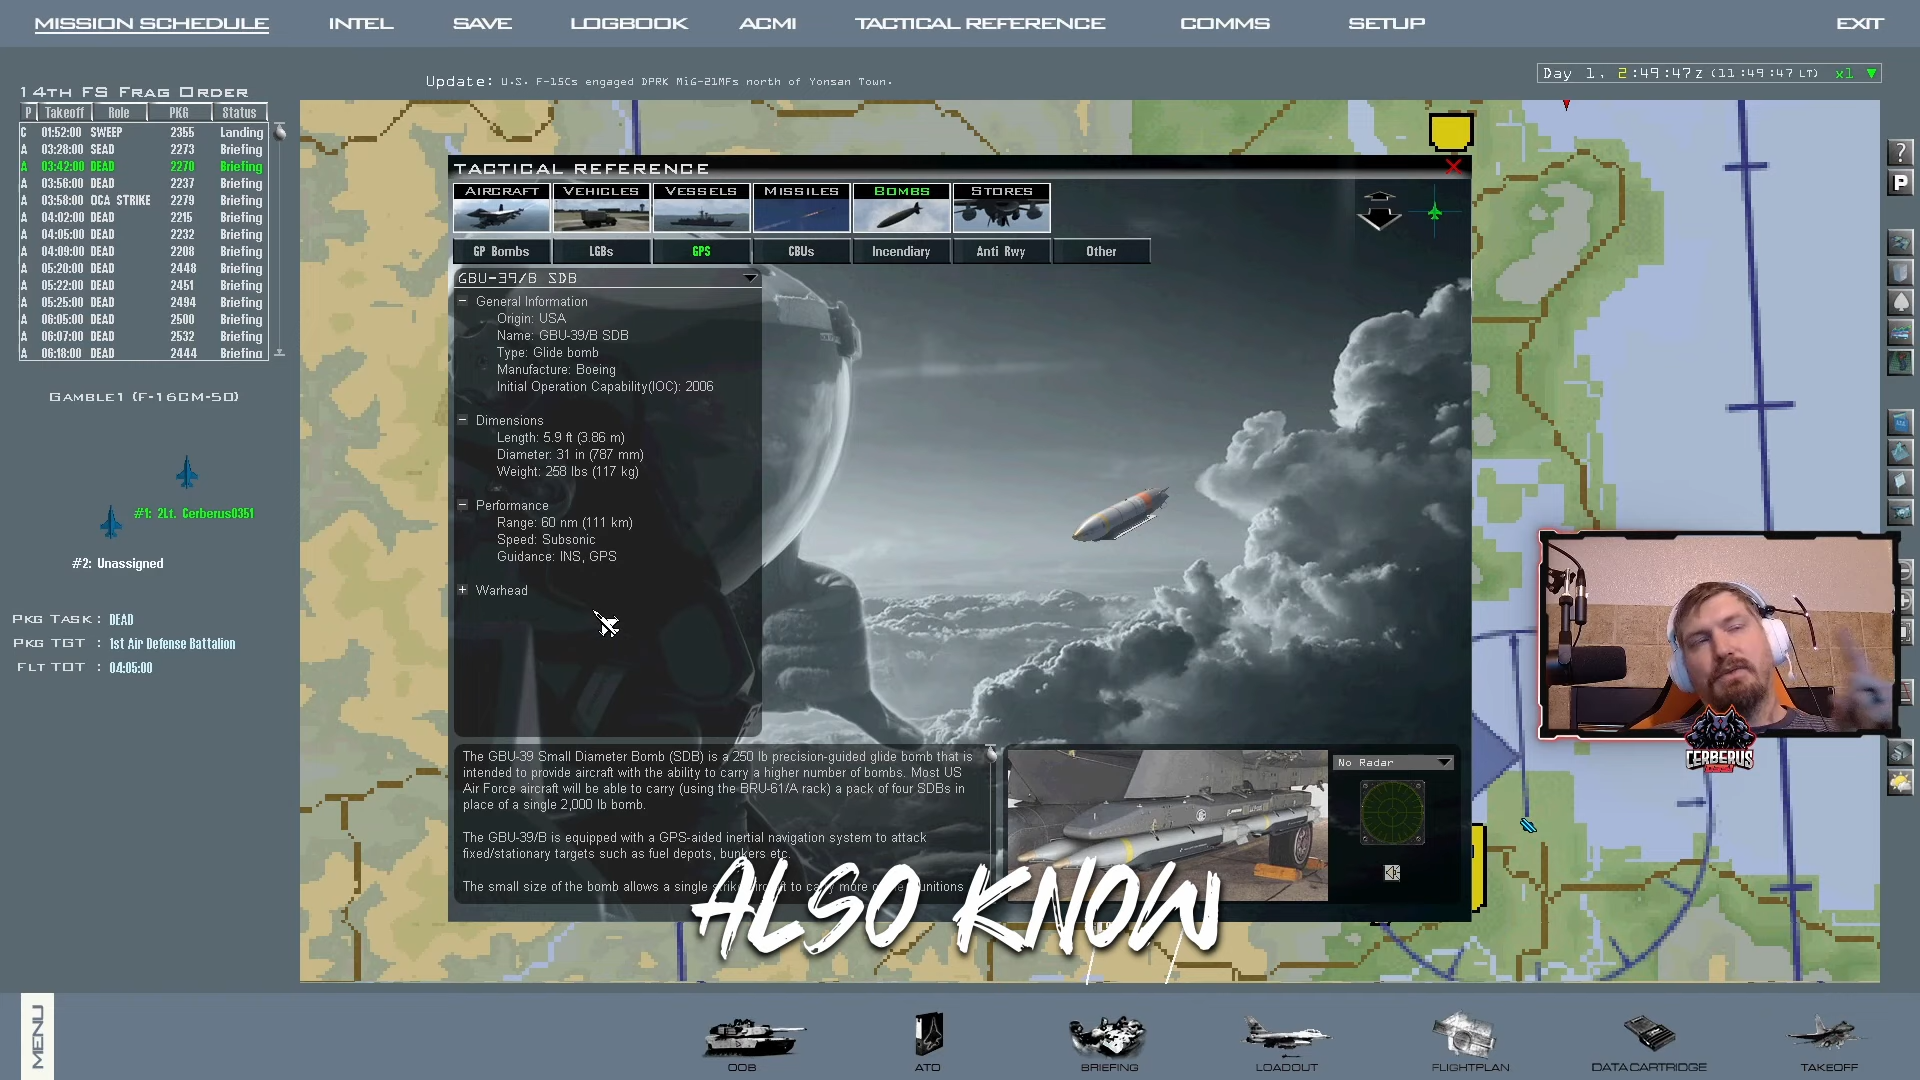 MISSION SCHEDULE INTEL SAVE LOGBOOK ACMI TACTICAL REFERENCE COMMS SETUP EXIT
Update: U.S. F-15Cs engaged DPRK MiG-21MFs north of Yonsan Town.
Day 1, 2:49:47z (11:49:47 LT) x1
14TH FS FRAG ORDER
P Takeoff Role PKG Status
C 01:52:00 SWEEP 2355 Landing
A 03:28:00 SEAD 2273 Briefing
A 03:42:00 DEAD 2270 Briefing
A 03:56:00 DEAD 2237 Briefing
A 03:58:00 OCA STRIKE 2279 Briefing
A 04:02:00 DEAD 2215 Briefing
A 04:05:00 DEAD 2232 Briefing
A 04:09:00 DEAD 2208 Briefing
A 05:20:00 DEAD 2448 Briefing
A 05:22:00 DEAD 2451 Briefing
A 05:25:00 DEAD 2494 Briefing
A 06:05:00 DEAD 2500 Briefing
A 06:07:00 DEAD 2532 Briefing
A 06:18:00 DEAD 2444 Briefing
GAMBLE1 (F-16CM-50)
#1: 2Lt. Cerberus0351
#2: Unassigned
PKG TASK : DEAD
PKG TGT : 1st Air Defense Battalion
FLT TOT : 04:05:00
TACTICAL REFERENCE
AIRCRAFT VEHICLES VESSELS MISSILES BOMBS STORES
GP Bombs LGBs GPS CBUs Incendiary Anti Rwy Other
GBU-39/B SDB
General Information
Origin: USA
Name: GBU-39/B SDB
Type: Glide bomb
Manufacture: Boeing
Initial Operation Capability(IOC): 2006
Dimensions
Length: 5.9 ft (3.86 m)
Diameter: 31 in (787 mm)
Weight: 258 lbs (117 kg)
Performance
Range: 60 nm (111 km)
Speed: Subsonic
Guidance: INS, GPS
Warhead
The GBU-39 Small Diameter Bomb (SDB) is a 250 lb precision-guided glide bomb that is
intended to provide aircraft with the ability to carry a higher number of bombs. Most US
Air Force aircraft will be able to carry (using the BRU-61/A rack) a pack of four SDBs in
place of a single 2,000 lb bomb.
The GBU-39/B is equipped with a GPS-aided inertial navigation system to attack
fixed/stationary targets such as fuel depots, bunkers etc.
The small size of the bomb allows a single to more
No Radar
?
P
CERBERUS
ALSO KNOW
MENU
OOB ATO BRIEFING LOADOUT FLIGHTPLAN DATA CARTRIDGE TAKEOFF